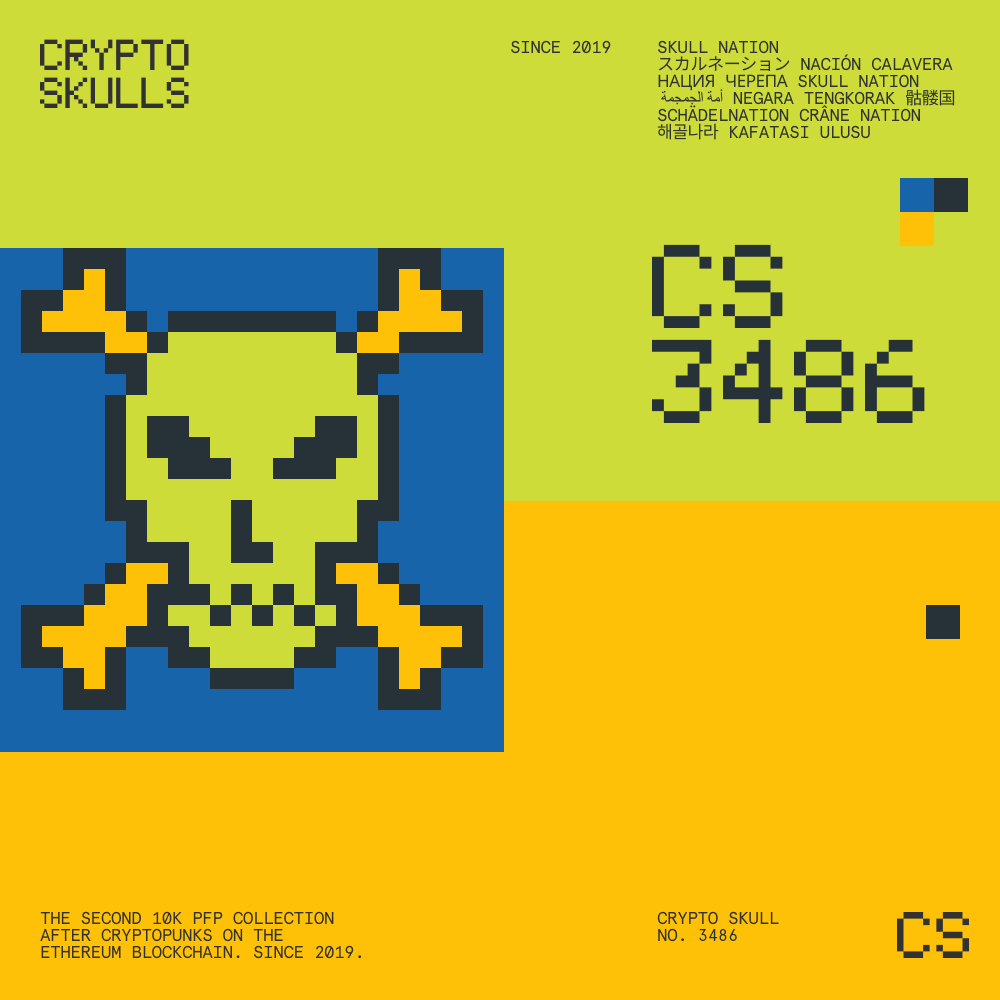 CRYPTO
SKULLS
SINCE 2019
SKULL NATION
スカルネーション NACIÓN CALAVERA
НАЦИЯ ЧЕРЕПА SKULL NATION
أمة الجمجمة NEGARA TENGKORAK 骷髅国
SCHÄDELNATION CRÂNE NATION
해골나라 KAFATASI ULUSU
CS
3486
THE SECOND 10K PFP COLLECTION
AFTER CRYPTOPUNKS ON THE
ETHEREUM BLOCKCHAIN. SINCE 2019.
CRYPTO SKULL
NO. 3486
CS